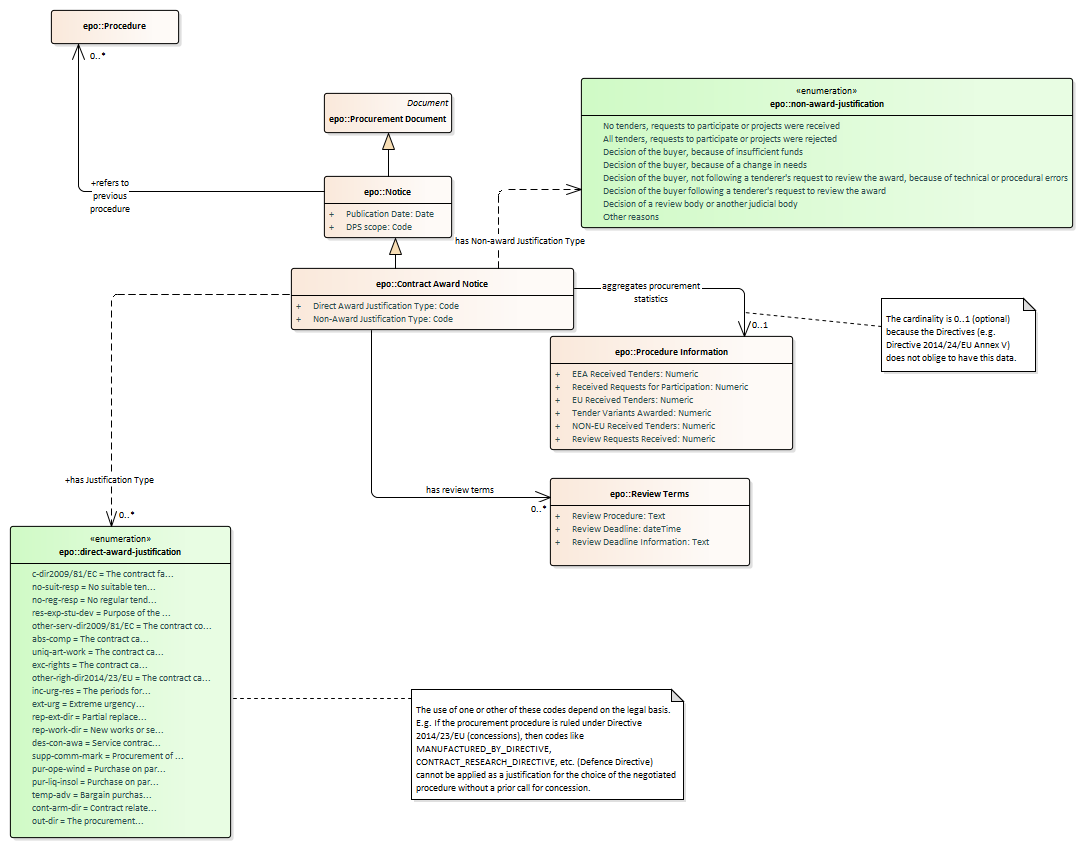 epo::Procedure
0..*
Document
epo::Procurement Document
«enumeration»
epo::non-award-justification
No tenders, requests to participate or projects were received
All tenders, requests to participate or projects were rejected
Decision of the buyer, because of insufficient funds
Decision of the buyer, because of a change in needs
Decision of the buyer, not following a tenderer's request to review the award, because of technical or procedural errors
Decision of the buyer following a tenderer's request to review the award
Decision of a review body or another judicial body
Other reasons
+refers to
previous
procedure
epo::Notice
+ Publication Date: Date
+ DPS scope: Code
has Non-award Justification Type
epo::Contract Award Notice
+ Direct Award Justification Type: Code
+ Non-Award Justification Type: Code
aggregates procurement
statistics
0..1
The cardinality is 0..1 (optional)
because the Directives (e.g.
Directive 2014/24/EU Annex V)
does not oblige to have this data.
epo::Procedure Information
+ EEA Received Tenders: Numeric
+ Received Requests for Participation: Numeric
+ EU Received Tenders: Numeric
+ Tender Variants Awarded: Numeric
+ NON-EU Received Tenders: Numeric
+ Review Requests Received: Numeric
+has Justification Type
0..*
has review terms
0..*
epo::Review Terms
+ Review Procedure: Text
+ Review Deadline: dateTime
+ Review Deadline Information: Text
«enumeration»
epo::direct-award-justification
c-dir2009/81/EC = The contract fa...
no-suit-resp = No suitable ten...
no-reg-resp = No regular tend...
res-exp-stu-dev = Purpose of the ...
other-serv-dir2009/81/EC = The contract co...
abs-comp = The contract ca...
uniq-art-work = The contract ca...
exc-rights = The contract ca...
other-righ-dir2014/23/EU = The contract ca...
inc-urg-res = The periods for...
ext-urg = Extreme urgency...
rep-ext-dir = Partial replace...
rep-work-dir = New works or se...
des-con-awa = Service contrac...
supp-comm-mark = Procurement of ...
pur-ope-wind = Purchase on par...
pur-liq-insol = Purchase on par...
temp-adv = Bargain purchas...
cont-arm-dir = Contract relate...
out-dir = The procurement...
The use of one or other of these codes depend on the legal basis.
E.g. If the procurement procedure is ruled under Directive
2014/23/EU (concessions), then codes like
MANUFACTURED_BY_DIRECTIVE,
CONTRACT_RESEARCH_DIRECTIVE, etc. (Defence Directive)
cannot be applied as a justification for the choice of the negotiated
procedure without a prior call for concession.